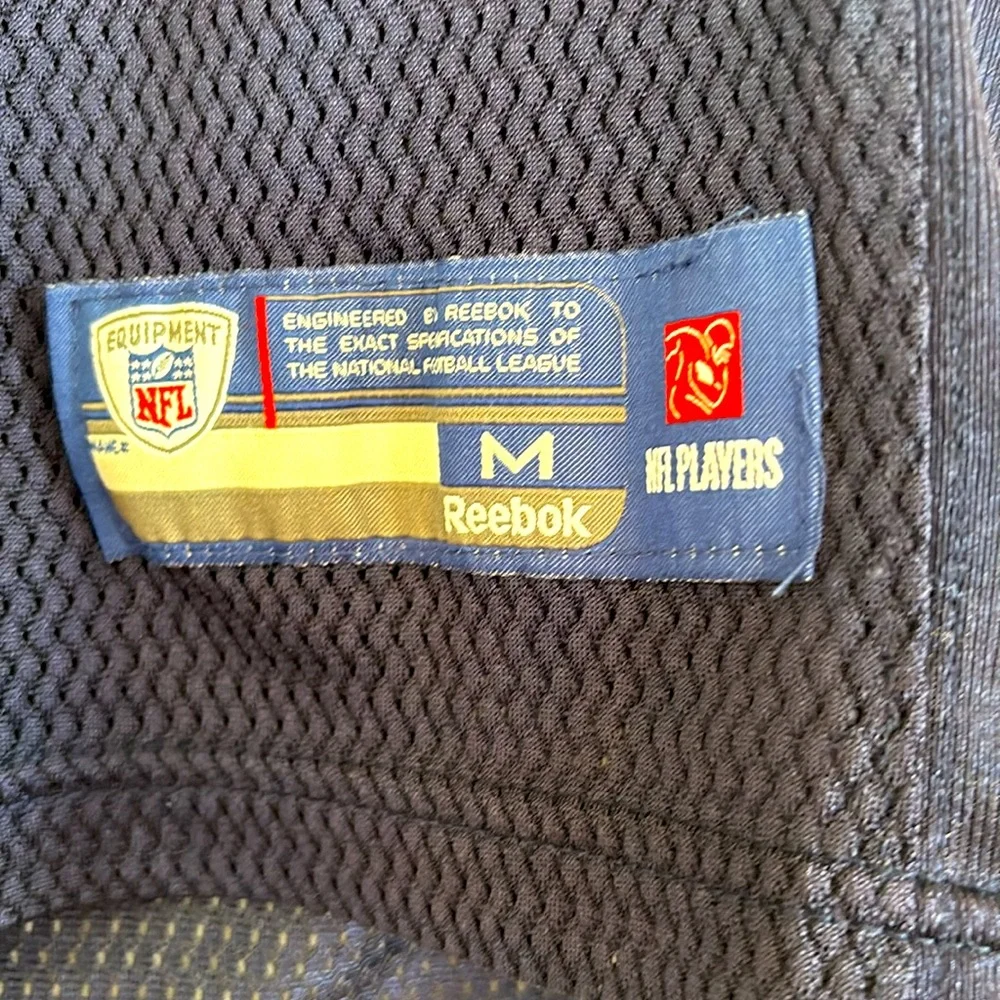 EQUIPMENT
NFL
ENGINEERED BY REEBOK TO
THE EXACT SPECIFICATIONS OF
THE NATIONAL FOOTBALL LEAGUE
M
Reebok
NFL PLAYERS